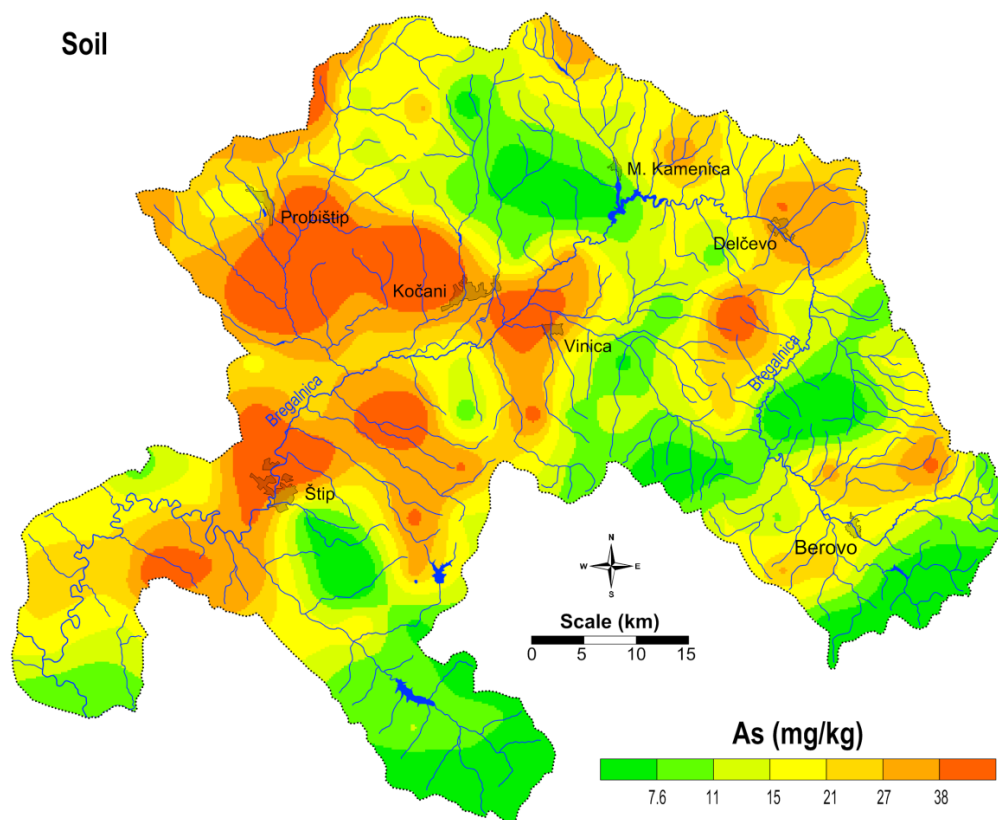 Soil
M. Kamenica
Probištip
Delčevo
Kočani
Vinica
Bregalnica
Bregalnica
Štip
Berovo
N
W E
S
Scale (km)
0 5 10 15
As (mg/kg)
7.6 11 15 21 27 38